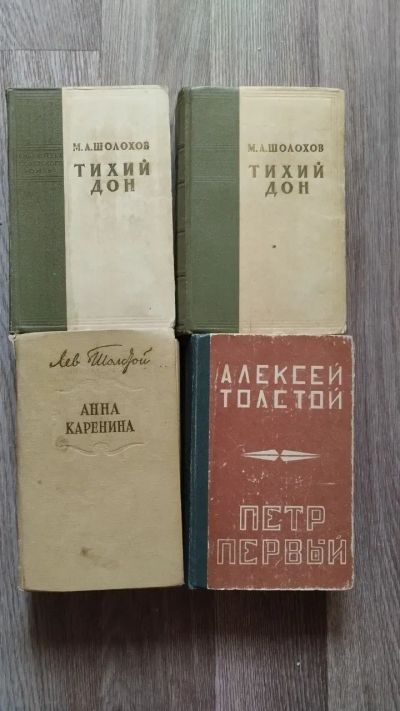 М.А.ШОЛОХОВ
ТИХИЙ
ДОН
М.А.ШОЛОХОВ
ТИХИЙ
ДОН
Лев Толстой
АННА
КАРЕНИНА
АЛЕКСЕЙ
ТОЛСТОЙ
ПЕТР
ПЕРВЫЙ